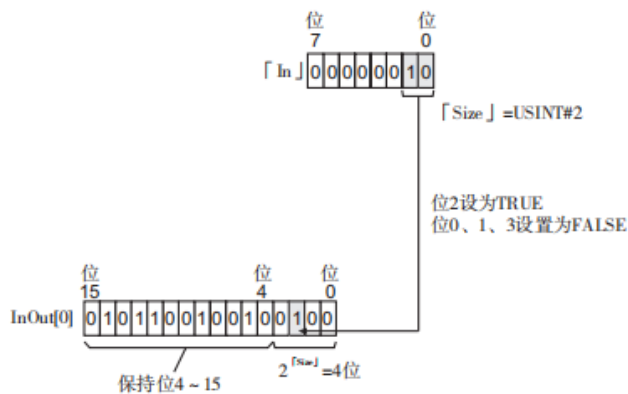 位 位
7 0
「In」 0 0 0 0 0 0 1 0
「Size」=USINT#2
位2设为TRUE
位0、1、3设置为FALSE
位 位 位
15 4 0
InOut[0] 0 1 0 1 1 0 0 1 0 0 1 0 0 1 0 0
保持位4~15
2「Size」=4位